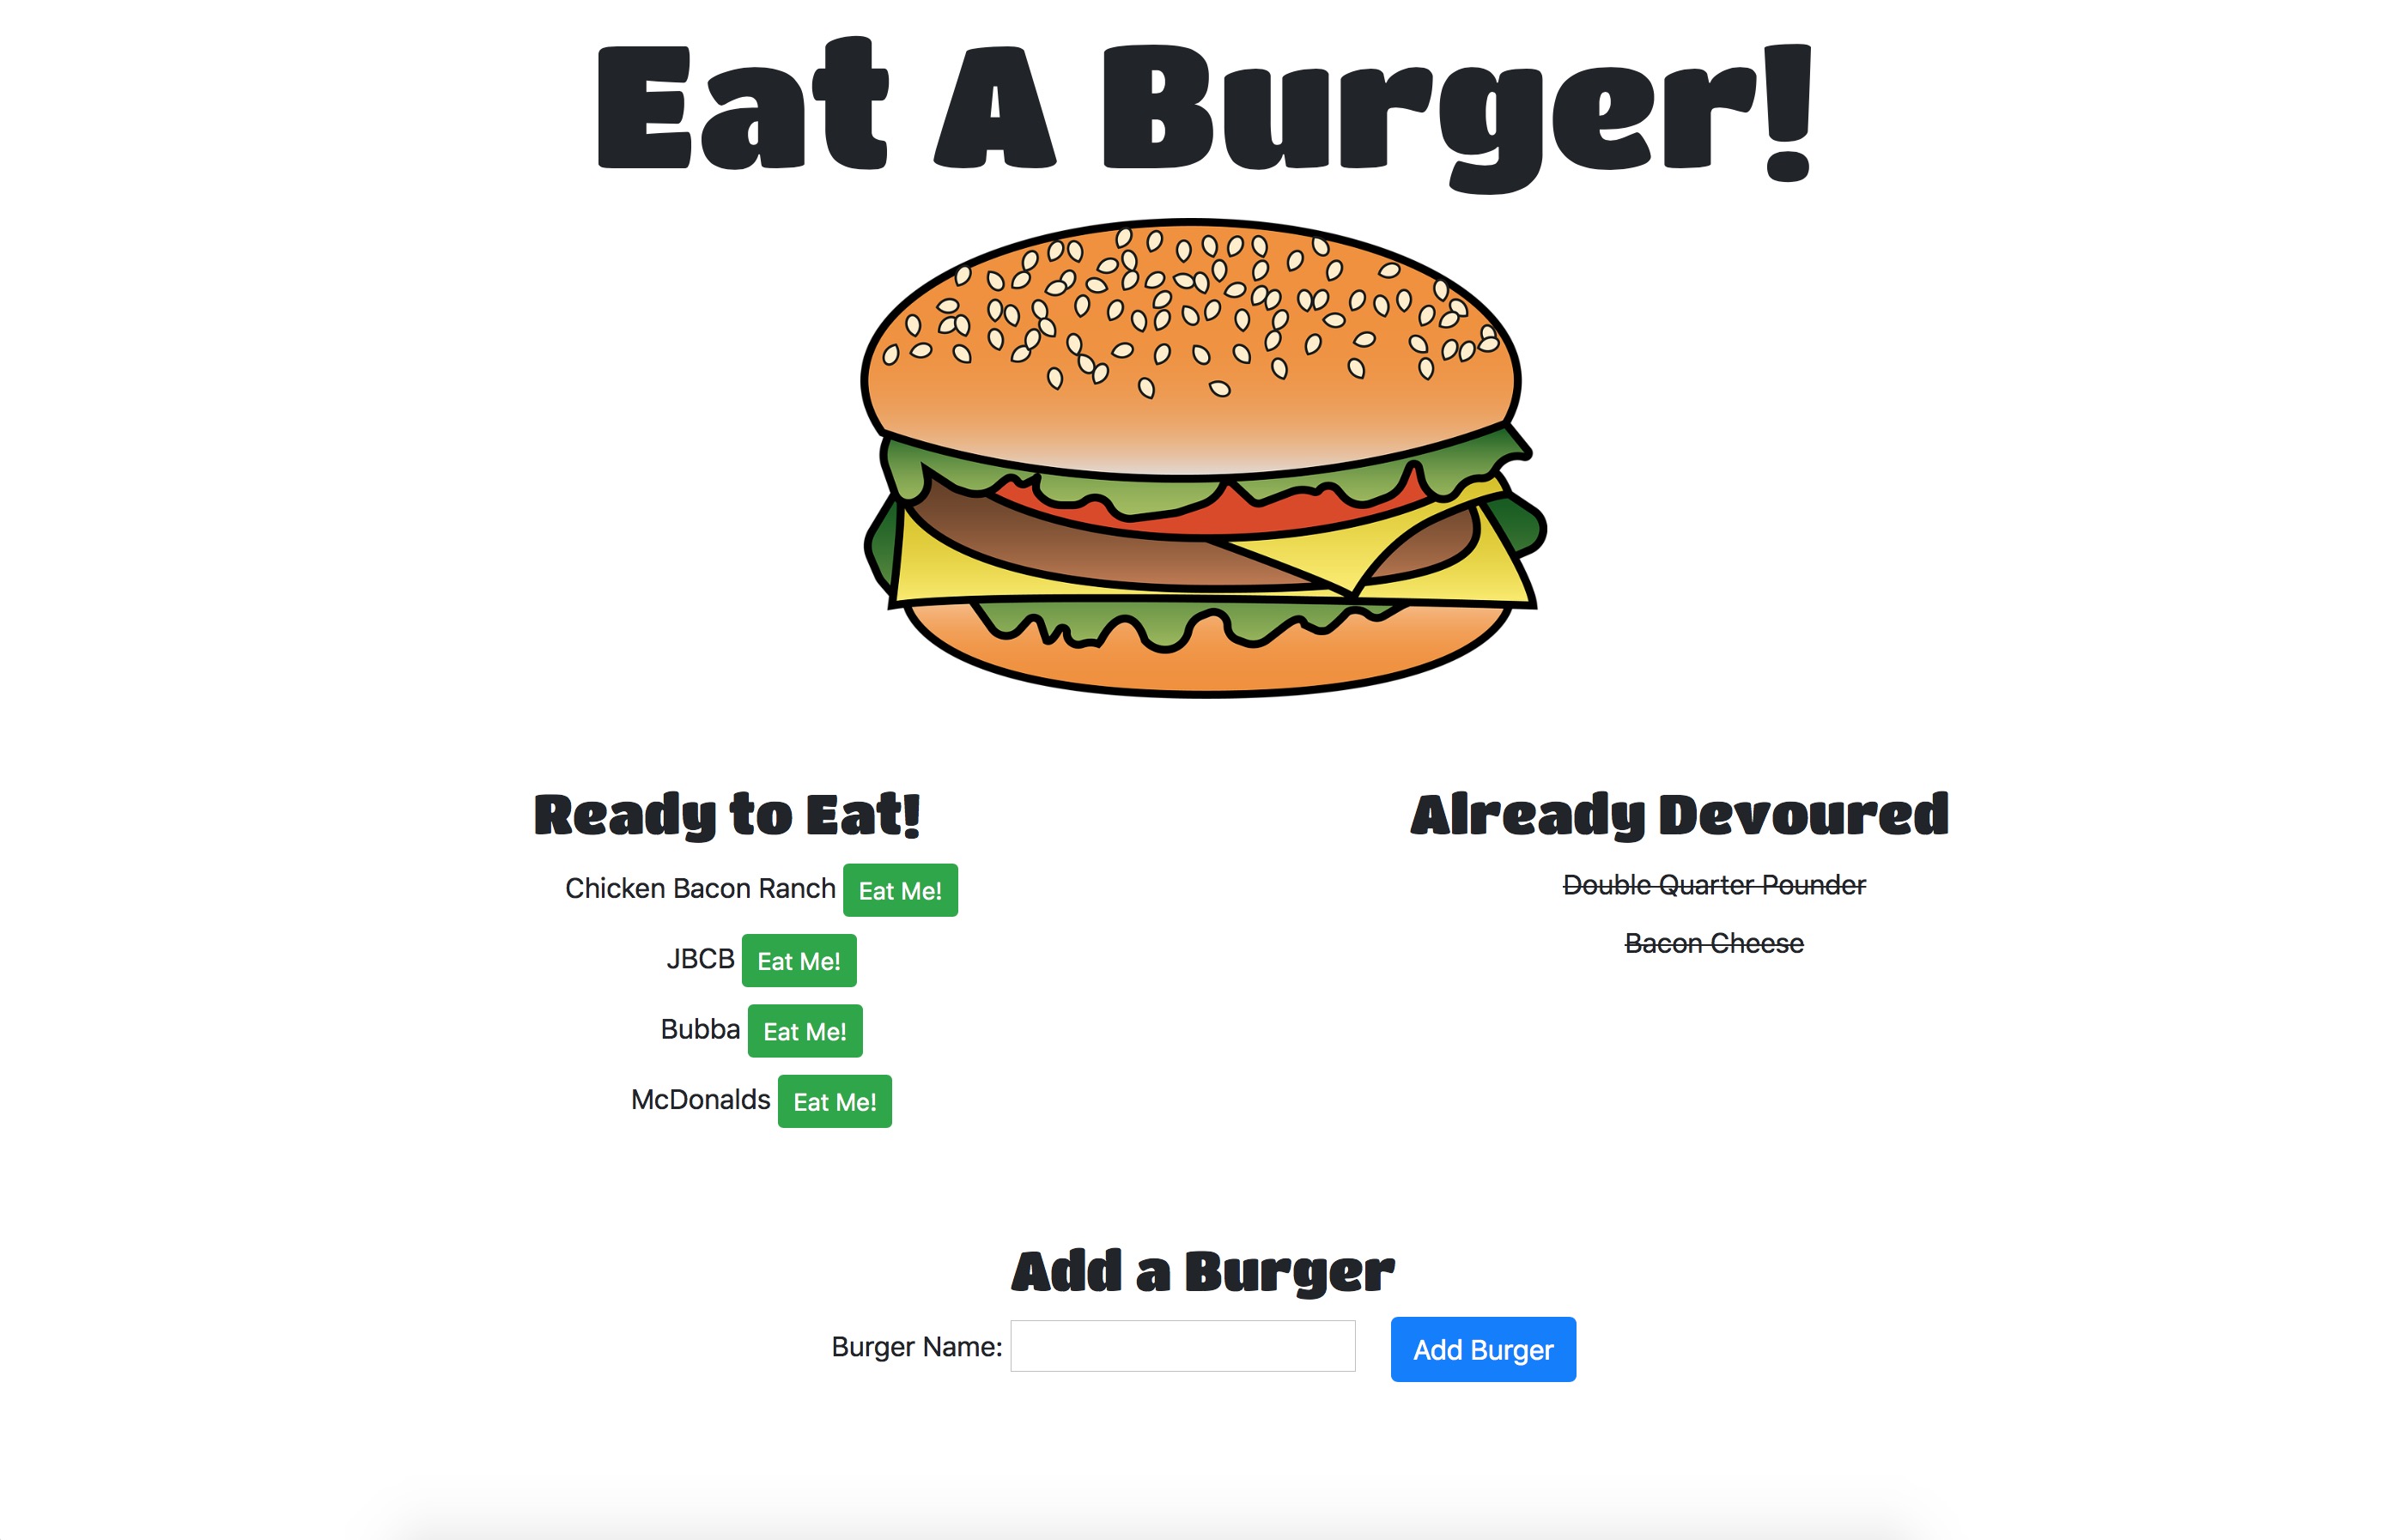 Eat A Burger!
Ready to Eat!
Chicken Bacon Ranch Eat Me!
JBCB Eat Me!
Bubba Eat Me!
McDonalds Eat Me!
Already Devoured
Double Quarter Pounder
Bacon Cheese
Add a Burger
Burger Name: Add Burger